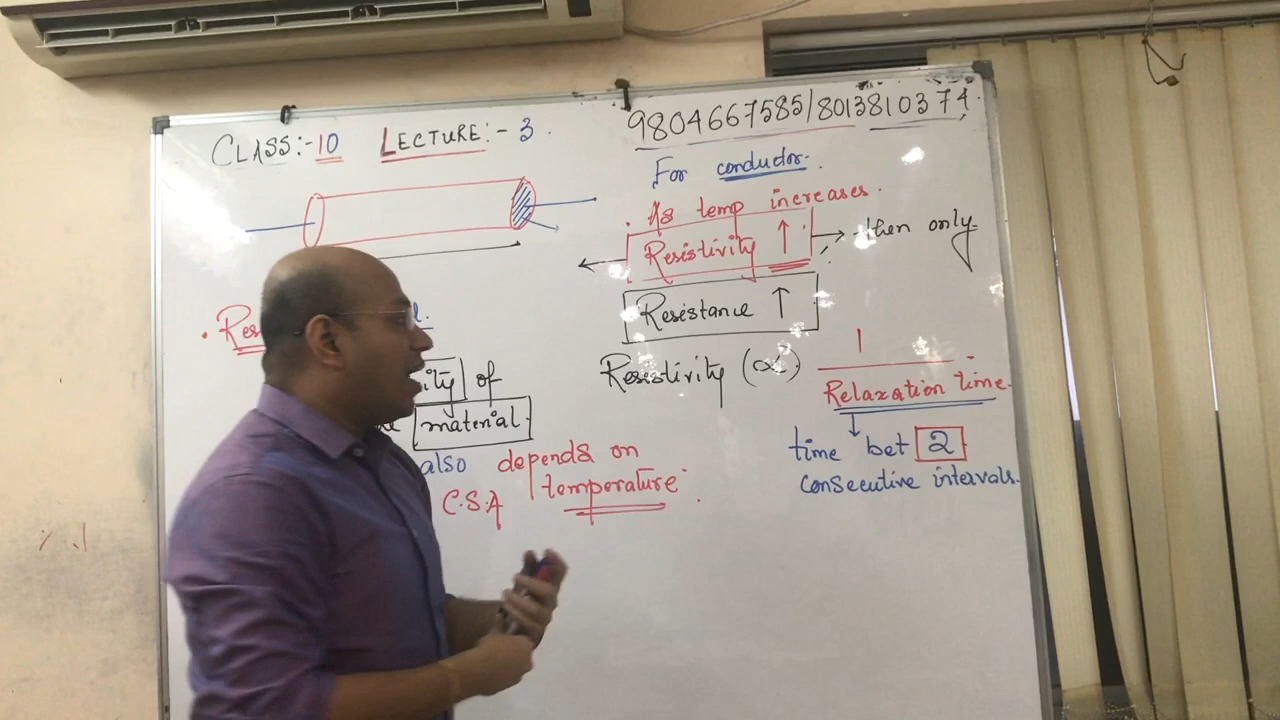 CLASS:-10 LECTURE:- 3.
9804667585/8013810374
For conductor.
. As temp increases.
Resistivity ↑ → then only
Resistance ↑
Resistivity (∝) 1
Relaxation time.
time bet 2
consecutive intervals.
of
material
also depends on
C.S.A temperature.